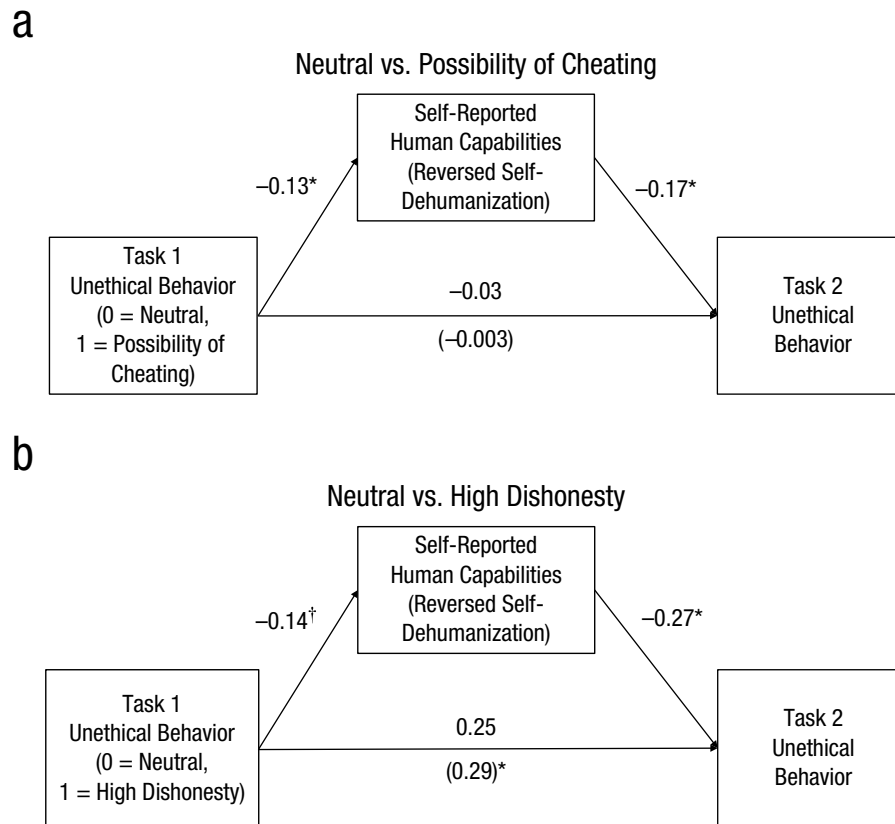 a
Neutral vs. Possibility of Cheating
Self-Reported
Human Capabilities
(Reversed Self-
Dehumanization)
–0.13*
–0.17*
Task 1
Unethical Behavior
(0 = Neutral,
1 = Possibility of
Cheating)
–0.03
(–0.003)
Task 2
Unethical
Behavior
b
Neutral vs. High Dishonesty
Self-Reported
Human Capabilities
(Reversed Self-
Dehumanization)
–0.14†
–0.27*
Task 1
Unethical Behavior
(0 = Neutral,
1 = High Dishonesty)
0.25
(0.29)*
Task 2
Unethical
Behavior